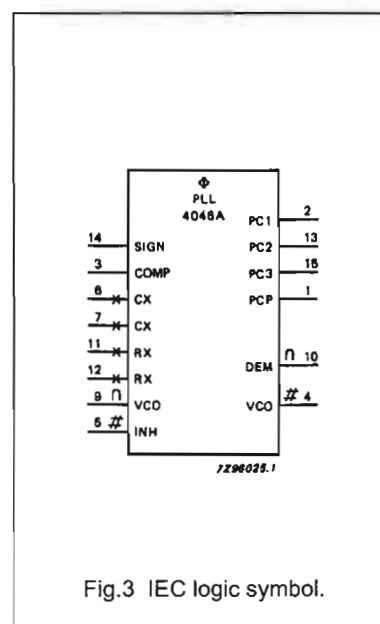 Φ
PLL
4046A
14 SIGN
3 COMP
6 CX
7 CX
11 RX
12 RX
9 ∩ VCO
5 # INH
PC1 2
PC2 13
PC3 15
PCP 1
DEM ∩ 10
VCO # 4
7Z96025.1
Fig.3 IEC logic symbol.